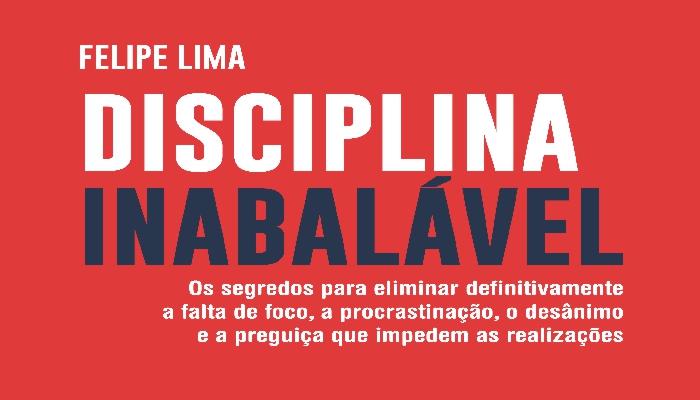 FELIPE LIMA
DISCIPLINA
INABALÁVEL
Os segredos para eliminar definitivamente
a falta de foco, a procrastinação, o desânimo
e a preguiça que impedem as realizações